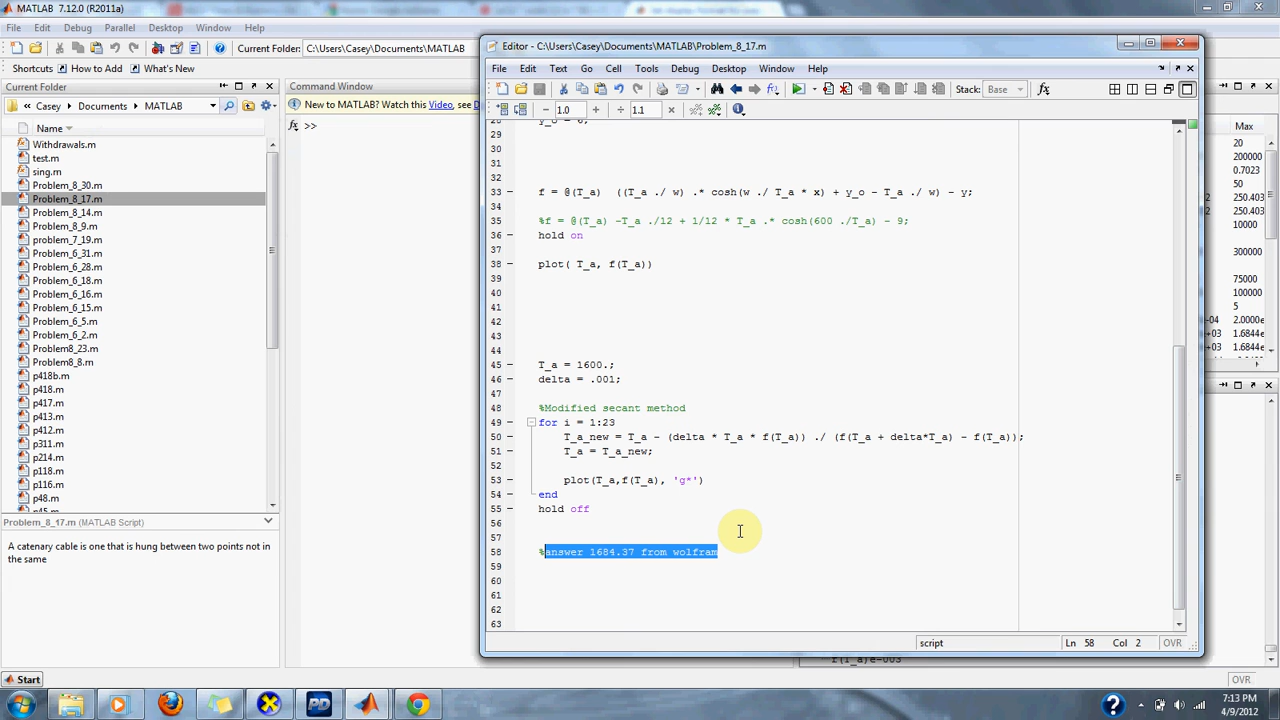 MATLAB 7.12.0 (R2011a)
File Edit Debug Parallel Desktop Window Help
Current Folder: C:\Users\Casey\Documents\MATLAB
Shortcuts How to Add What's New
Current Folder
Casey Documents MATLAB
Name
Withdrawals.m
test.m
sing.m
Problem_8_30.m
Problem_8_17.m
Problem_8_14.m
Problem_8_9.m
problem_7_19.m
Problem_6_31.m
Problem_6_28.m
Problem_6_18.m
Problem_6_16.m
Problem_6_15.m
Problem_6_5.m
Problem_6_2.m
Problem8_23.m
Problem8_8.m
p418b.m
p418.m
p417.m
p413.m
p412.m
p311.m
p214.m
p118.m
p116.m
p48.m
p45.m
Problem_8_17.m (MATLAB Script)
A catenary cable is one that is hung between two points not in
the same
Command Window
New to MATLAB? Watch this Video, see D
fx >>
Editor - C:\Users\Casey\Documents\MATLAB\Problem_8_17.m
File Edit Text Go Cell Tools Debug Desktop Window Help
Stack: Base
1.0
1.1
28 y_o = 6;
29
30
31
32
33 f = @(T_a) ((T_a ./ w) .* cosh(w ./ T_a * x) + y_o - T_a ./ w) - y;
34
35 %f = @(T_a) -T_a ./12 + 1/12 * T_a .* cosh(600 ./T_a) - 9;
36 hold on
37
38 plot( T_a, f(T_a))
39
40
41
42
43
44
45 T_a = 1600.;
46 delta = .001;
47
48 %Modified secant method
49 for i = 1:23
50 T_a_new = T_a - (delta * T_a * f(T_a)) ./ (f(T_a + delta*T_a) - f(T_a));
51 T_a = T_a_new;
52
53 plot(T_a,f(T_a), 'g*')
54 end
55 hold off
56
57
58 %answer 1684.37 from wolfram
59
60
61
62
63
script Ln 58 Col 2 OVR
Max
20
200000
0.7023
50
250.403
250.403
300000
75000
100000
5
2.0000e
1.6844e
1.6844e
f(T_a)e-003
Start
OVR
7:13 PM
4/9/2012